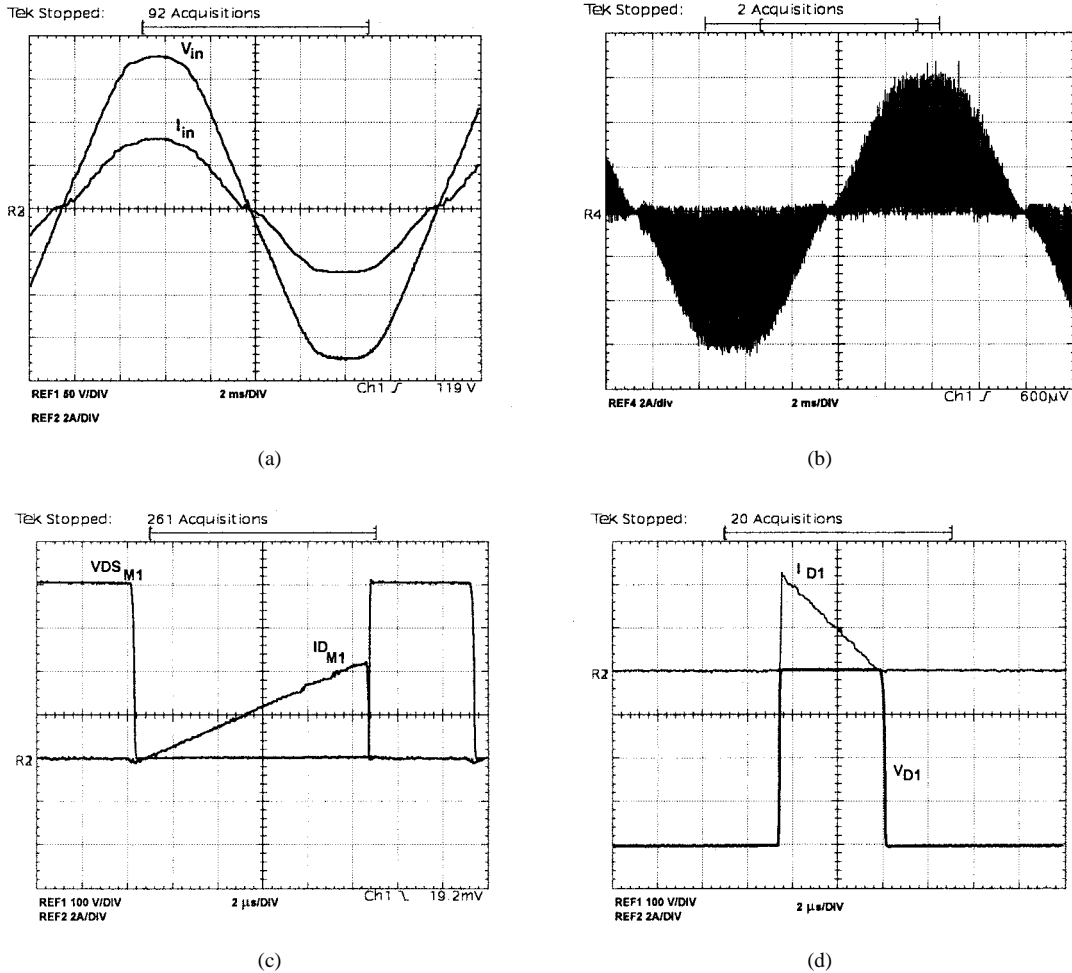 Tek Stopped: 92 Acquisitions
Vin
Iin
R2
Ch1 ∫ 119 V
REF1 50 V/DIV 2 ms/DIV
REF2 2A/DIV
(a)
Tek Stopped: 2 Acquisitions
R4
Ch1 ∫ 600µV
REF4 2A/div 2 ms/DIV
(b)
Tek Stopped: 261 Acquisitions
VDS M1
ID M1
R2
Ch1 19.2mV
REF1 100 V/DIV 2 µs/DIV
REF2 2A/DIV
(c)
Tek Stopped: 20 Acquisitions
I D1
R2
VD1
REF1 100 V/DIV 2 µs/DIV
REF2 2A/DIV
(d)